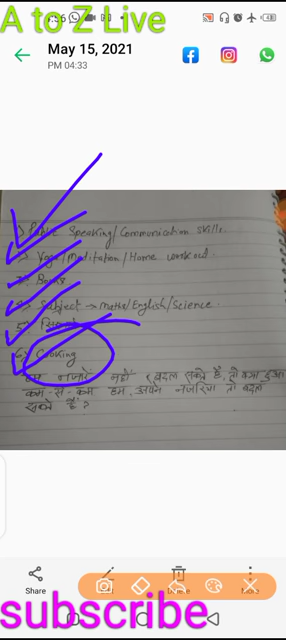 A to Z Live
May 15, 2021
PM 04:33
1) Public Speaking/Communication skills.
2) Yoga/Meditation/Home workout.
3) Books
4) Subject → Maths/English/Science
5)
6) Cooking
हम नजारे नहीं बदल सकते हैं, तो क्या हुआ
कम-से-कम हम, अपने नजरिया तो बदल
सकते हैं?
Share
More
subscribe